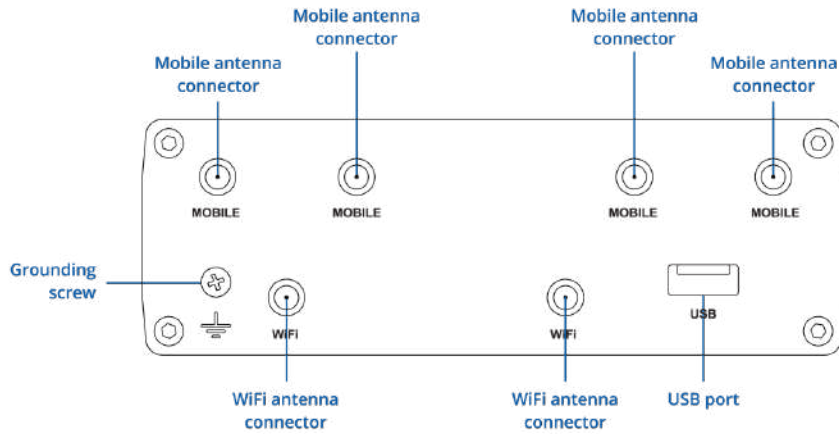 Mobile antenna
connector
Mobile antenna
connector
Mobile antenna
connector
Mobile antenna
connector
MOBILE
MOBILE
MOBILE
MOBILE
Grounding
screw
WiFi
WiFi
USB
WiFi antenna
connector
WiFi antenna
connector
USB port